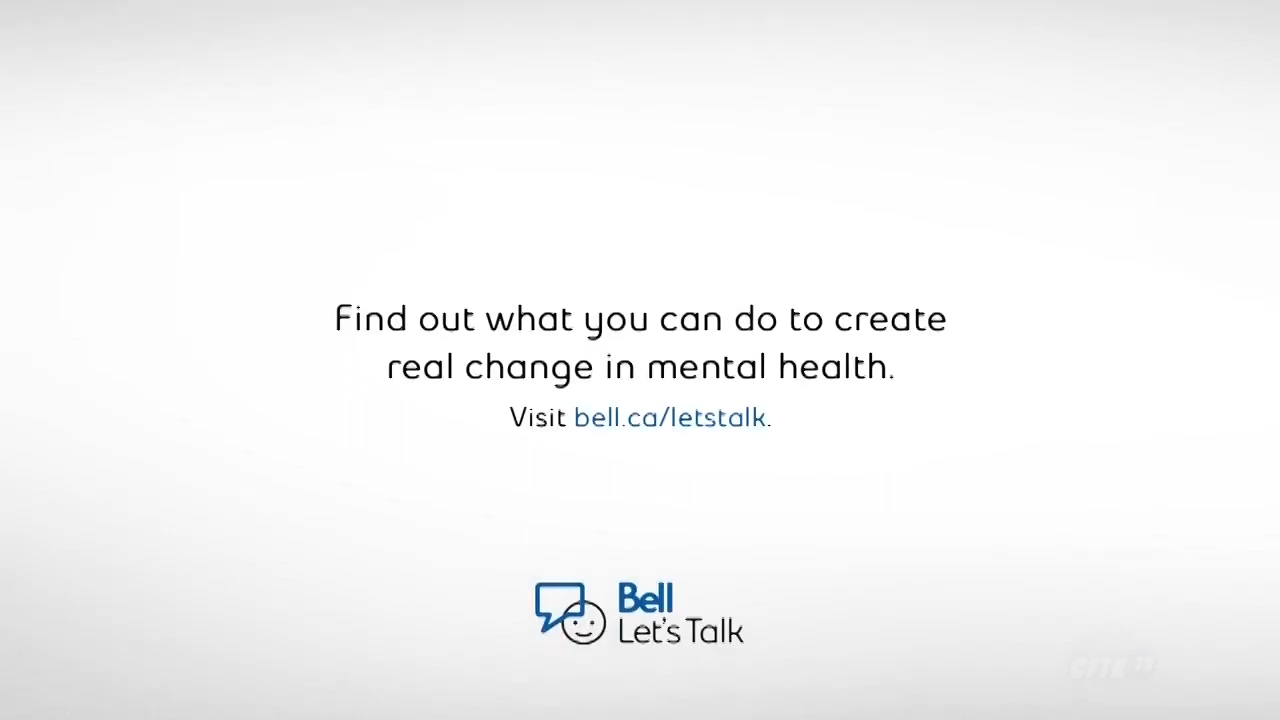 Find out what you can do to create
real change in mental health.
Visit bell.ca/letstalk.
Bell
Let's Talk